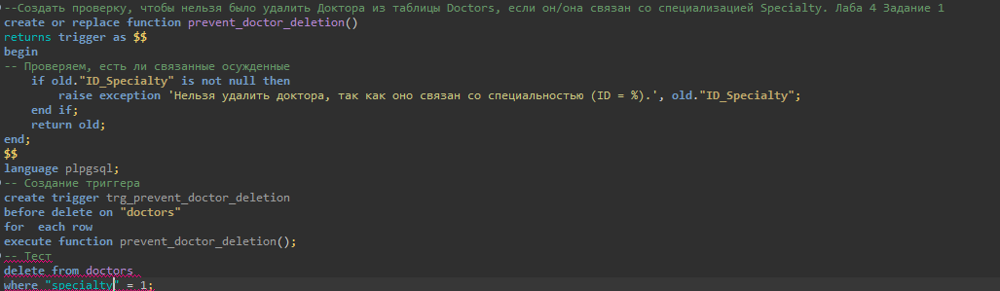 --Создать проверку, чтобы нельзя было удалить Доктора из таблицы Doctors, если он/она связан со специализацией Specialty. Лаба 4 Задание 1
create or replace function prevent_doctor_deletion()
returns trigger as $$
begin
-- Проверяем, есть ли связанные осужденные
if old."ID_Specialty" is not null then
raise exception 'Нельзя удалить доктора, так как оно связан со специальностью (ID = %).', old."ID_Specialty";
end if;
return old;
end;
$$
language plpgsql;
-- Создание триггера
create trigger trg_prevent_doctor_deletion
before delete on "doctors"
for  each row
execute function prevent_doctor_deletion();
-- Тест
delete from doctors
where "specialty" = 1;